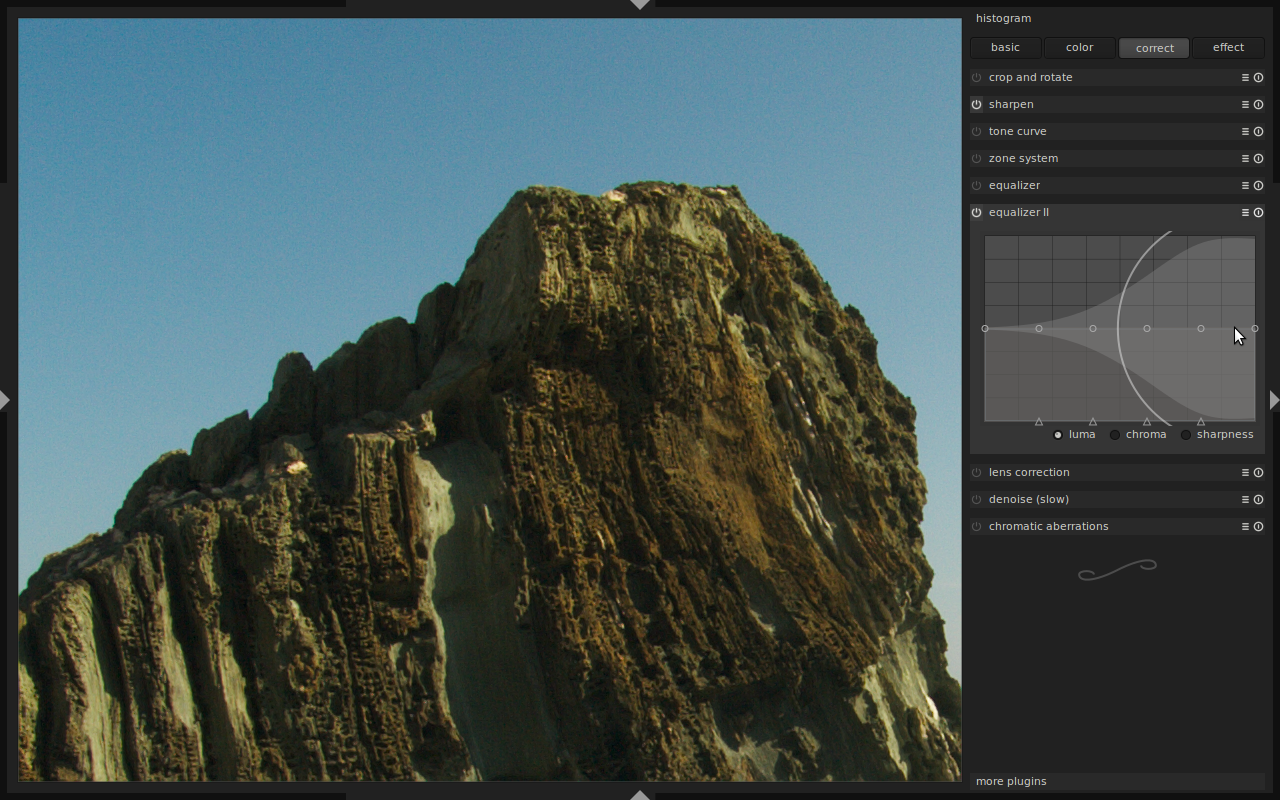 histogram
basic color correct effect
crop and rotate
sharpen
tone curve
zone system
equalizer
equalizer II
luma chroma sharpness
lens correction
denoise (slow)
chromatic aberrations
more plugins